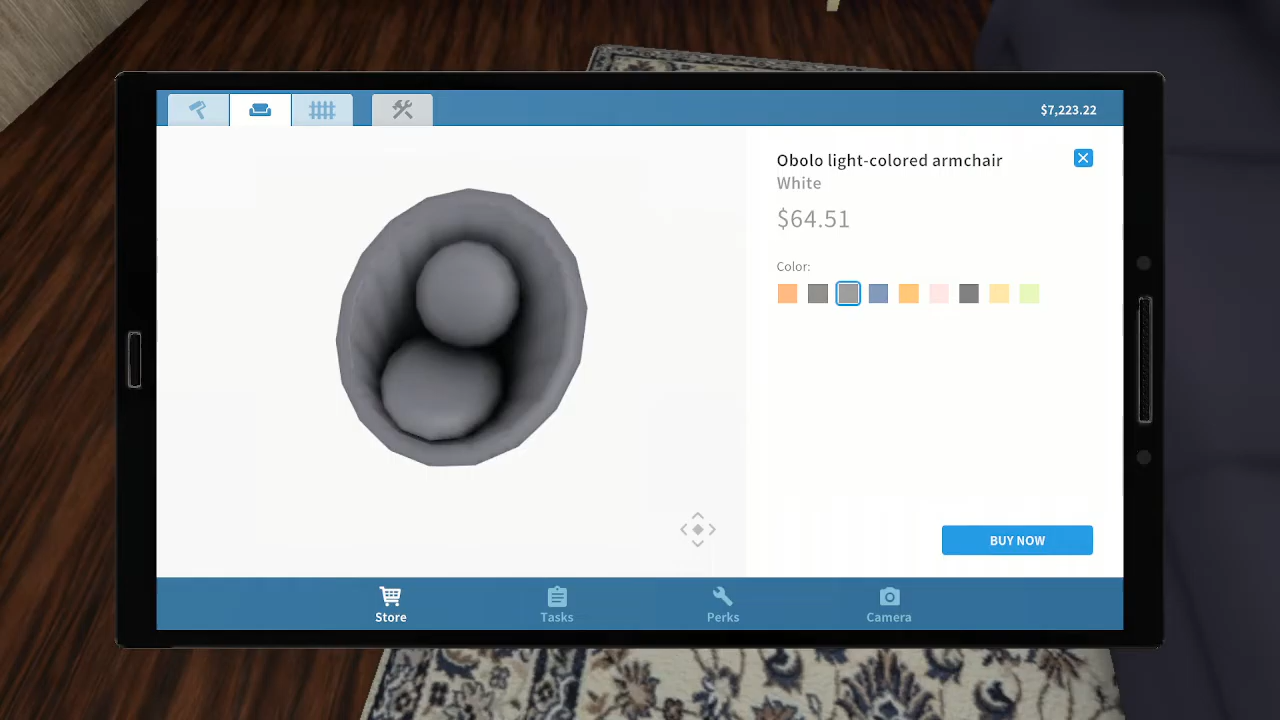 $7,223.22
Obolo light-colored armchair
White
$64.51
Color:
BUY NOW
Store
Tasks
Perks
Camera